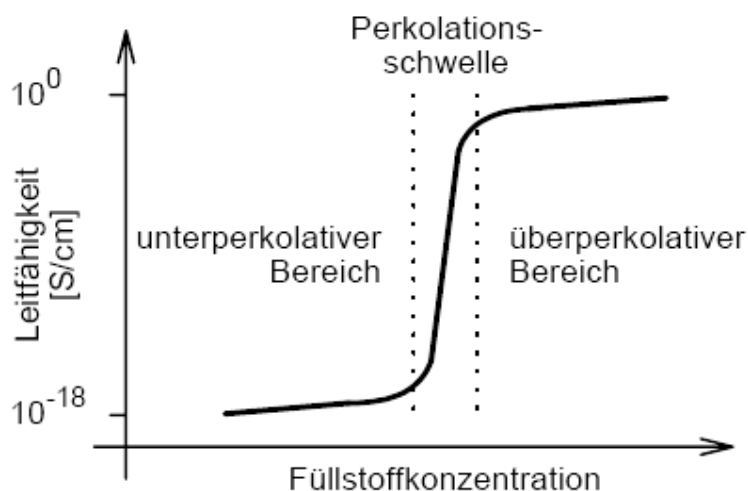 Perkolations-
schwelle
10^0
Leitfähigkeit
[S/cm]
unterperkolativer
Bereich
überperkolativer
Bereich
10^-18
Füllstoffkonzentration